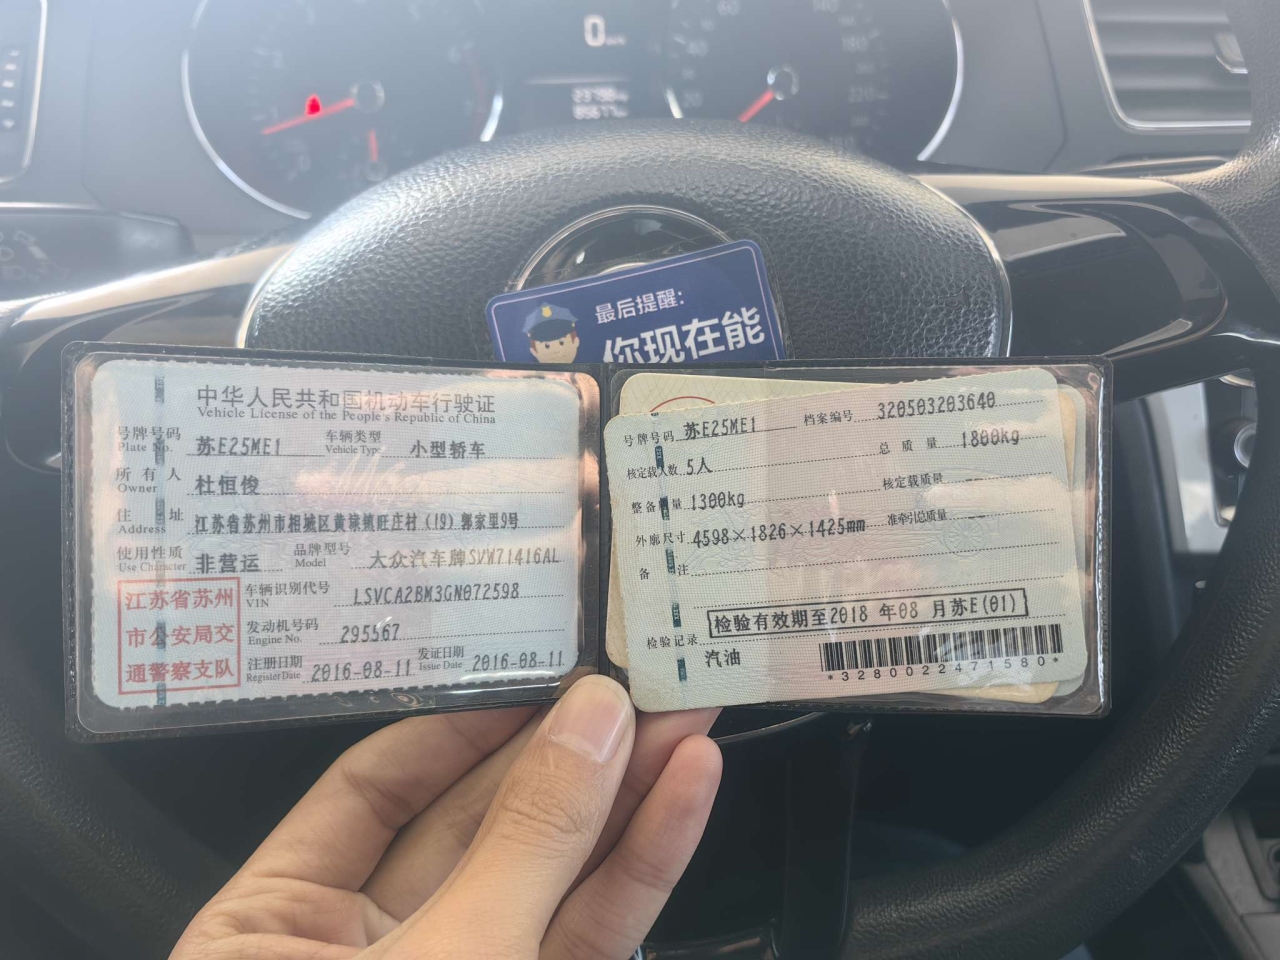 0
最后提醒:
你现在能
中华人民共和国机动车行驶证
Vehicle License of the People's Republic of China
号牌号码 苏E25ME1 车辆类型 小型轿车
Plate No. Vehicle Type
所有人 杜恒俊
Owner
住址 江苏省苏州市相城区黄埭镇旺庄村(19)郭家里9号
Address
使用性质 非营运 品牌型号 大众汽车牌SVW71416AL
Use Character Model
江苏省苏州
市公安局交
通警察支队
车辆识别代号 LSVCA2BM3GN072598
VIN
发动机号码 295567
Engine No.
注册日期 2016-08-11 发证日期 2016-08-11
Register Date Issue Date
号牌号码 苏E25ME1 档案编号 320503203640
核定载人数 5人 总质量 1800kg
整备质量 1300kg 核定载质量
外廓尺寸 4598×1826×1425mm 准牵引总质量
备注
检验有效期至2018年08月苏E(01)
检验记录
汽油
*3280022471580*